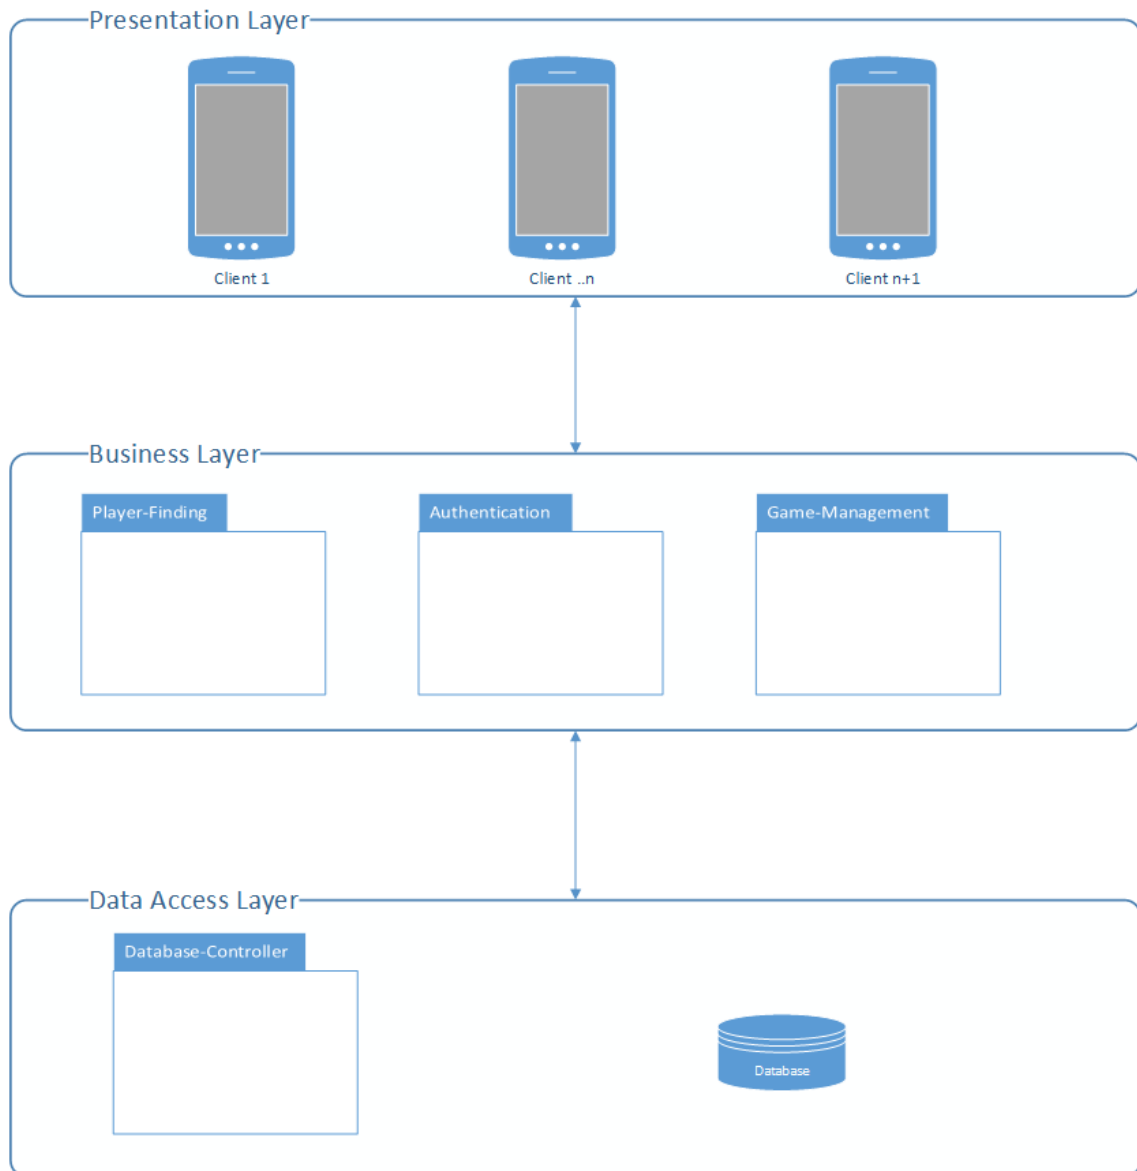 Presentation Layer
Client 1
Client ..n
Client n+1
Business Layer
Player-Finding
Authentication
Game-Management
Data Access Layer
Database-Controller
Database